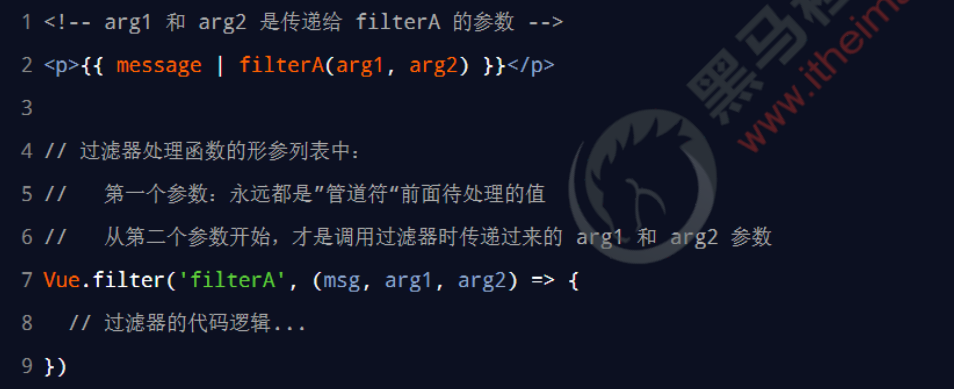 1 <!-- arg1 和 arg2 是传递给 filterA 的参数 -->
2 <p>{{ message | filterA(arg1, arg2) }}</p>
3
4 // 过滤器处理函数的形参列表中：
5 //   第一个参数：永远都是”管道符“前面待处理的值
6 //   从第二个参数开始，才是调用过滤器时传递过来的 arg1 和 arg2 参数
7 Vue.filter('filterA', (msg, arg1, arg2) => {
8   // 过滤器的代码逻辑...
9 })
黑马
www.itheima